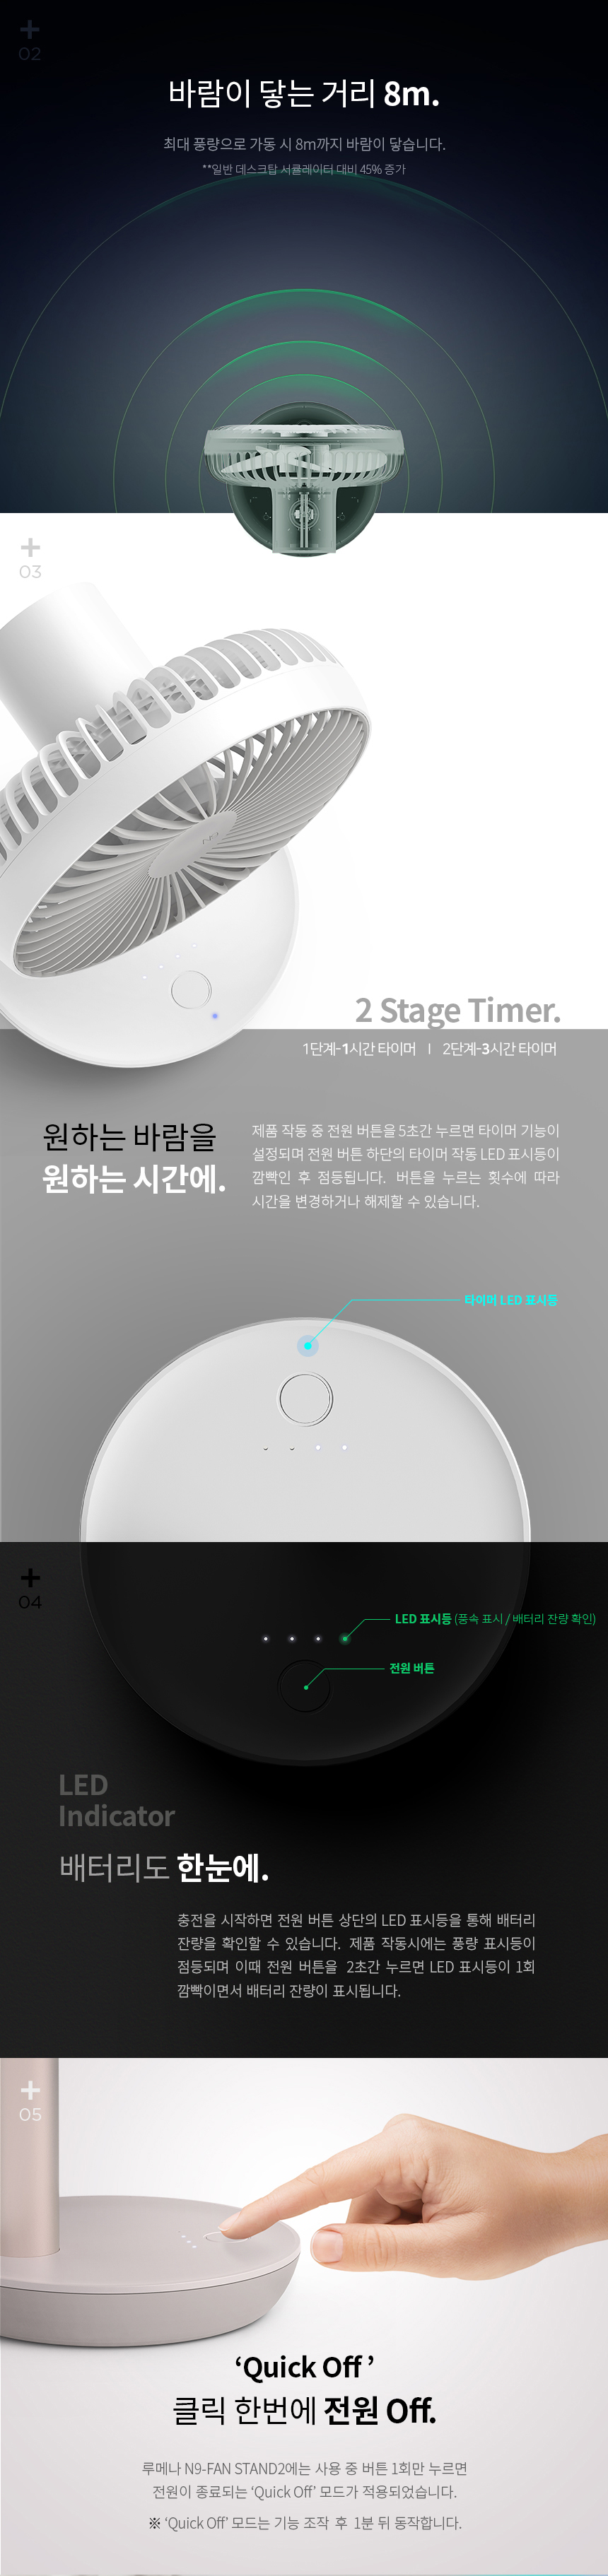 +
02
바람이 닿는 거리 8m.
최대 풍량으로 가동 시 8m까지 바람이 닿습니다.
**일반 데스크탑 서큘레이터 대비 45% 증가
+
03
2 Stage Timer.
1단계-1시간 타이머 I 2단계-3시간 타이머
원하는 바람을
원하는 시간에.
제품 작동 중 전원 버튼을 5초간 누르면 타이머 기능이
설정되며 전원 버튼 하단의 타이머 작동 LED 표시등이
깜빡인 후 점등됩니다. 버튼을 누르는 횟수에 따라
시간을 변경하거나 해제할 수 있습니다.
타이머 LED 표시등
+
04
LED 표시등 (풍속 표시 / 배터리 잔량 확인)
전원 버튼
LED
Indicator
배터리도 한눈에.
충전을 시작하면 전원 버튼 상단의 LED 표시등을 통해 배터리
잔량을 확인할 수 있습니다. 제품 작동시에는 풍량 표시등이
점등되며 이때 전원 버튼을 2초간 누르면 LED 표시등이 1회
깜빡이면서 배터리 잔량이 표시됩니다.
+
05
‘Quick Off ’
클릭 한번에 전원 Off.
루메나 N9-FAN STAND2에는 사용 중 버튼 1회만 누르면
전원이 종료되는 ‘Quick Off’ 모드가 적용되었습니다.
※ ‘Quick Off’ 모드는 기능 조작 후 1분 뒤 동작합니다.